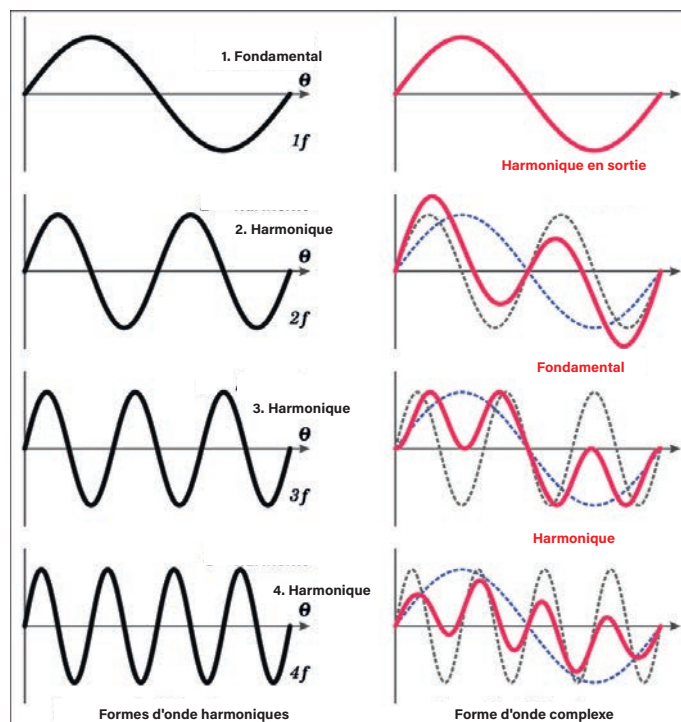 1. Fondamental
θ
1f
Harmonique en sortie
2. Harmonique
θ
2f
Fondamental
3. Harmonique
θ
3f
Harmonique
4. Harmonique
θ
4f
Formes d'onde harmoniques
Forme d'onde complexe